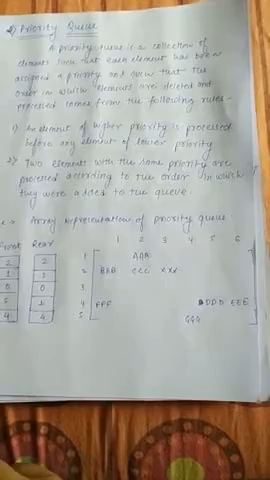 Priority Queue
A priority queue is a collection of
elements such that each element has been
assigned a priority and such that the
order in which elements are deleted and
processed comes from the following rules -
1) An element of higher priority is processed
before any element of lower priority
2) Two elements with the same priority are
processed according to the order in which
they were added to the queue.
Array Representation of priority queue
Front Rear 1 2 3 4 5 6
2 2 1 AAA
1 3 2 BBB CCC XXX
0 0 3
5 1 4 FFF DDDD EEE
4 4 5 GGG